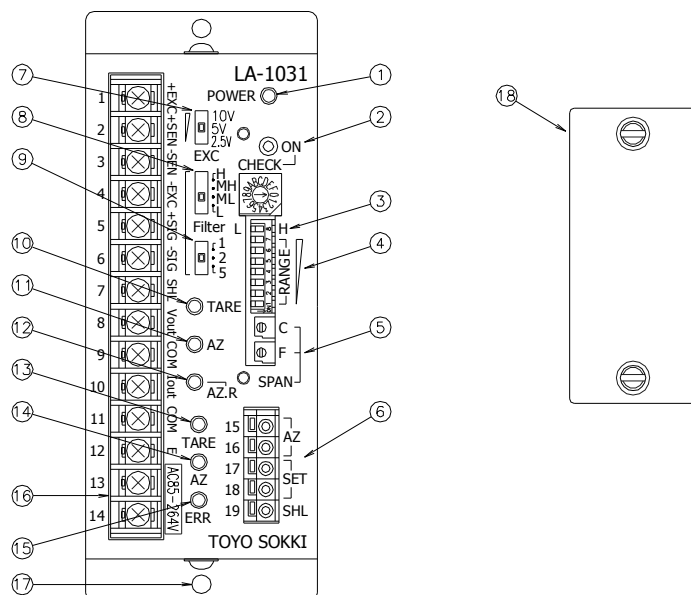 LA-1031
POWER
+EXC
+SEN
-SEN
-EXC
+SIG
-SIG
SHL
Vout
COM
Iout
COM
E
AC85-264V
1
2
3
4
5
6
7
8
9
10
11
12
13
14
10V
5V
2.5V
EXC
ON
CHECK
H
MH
ML
L
Filter
1
2
5
L
H
RANGE
TARE
AZ
AZ.R
C
F
SPAN
TARE
AZ
ERR
15
16
17
18
19
AZ
SET
SHL
TOYO SOKKI
7
8
9
10
11
12
13
14
16
15
17
1
2
3
4
5
6
18